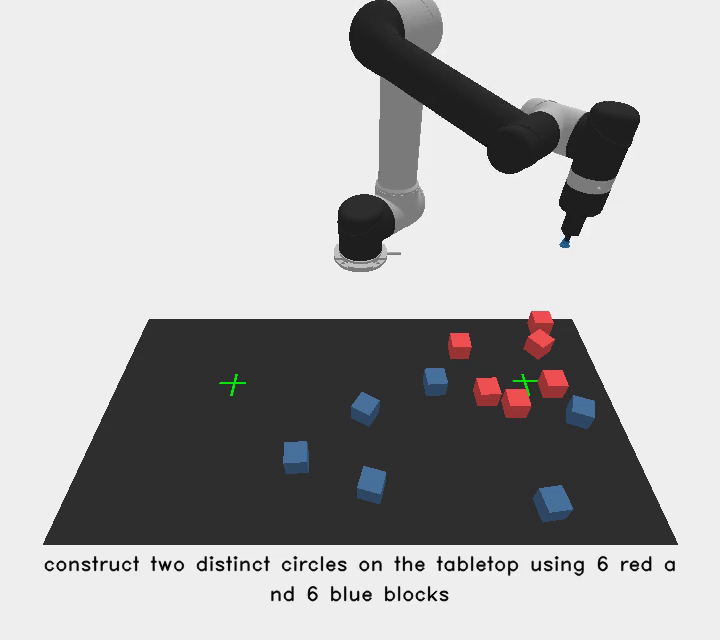 construct two distinct circles on the tabletop using 6 red a
nd 6 blue blocks